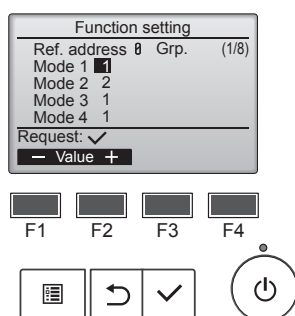 Function setting
Ref. address 0 Grp. (1/8)
Mode 1 1
Mode 2 2
Mode 3 1
Mode 4 1
Request: ✓
− Value +
F1 F2 F3 F4